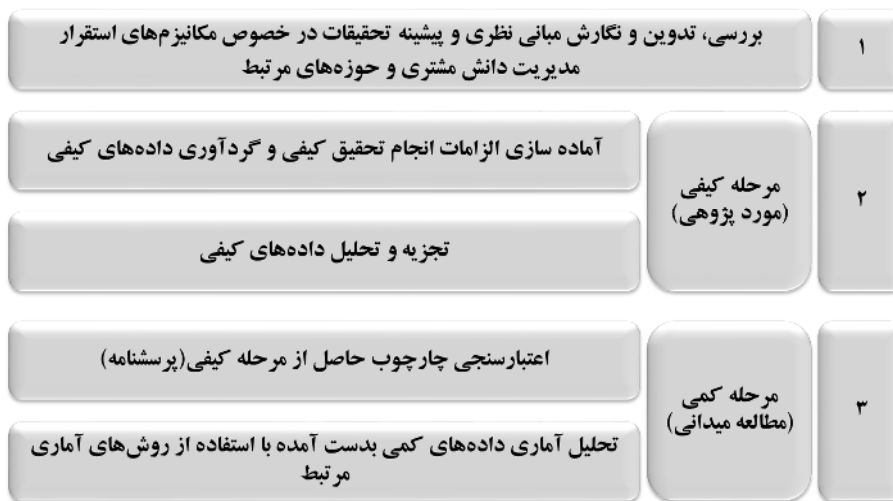 ۱
بررسی، تدوین و نگارش مبانی نظری و پیشینه تحقیقات در خصوص مکانیزم‌های استقرار
مدیریت دانش مشتری و حوزه‌های مرتبط
۲
مرحله کیفی
(مورد پژوهی)
آماده سازی الزامات انجام تحقیق کیفی و گردآوری داده‌های کیفی
تجزیه و تحلیل داده‌های کیفی
۳
مرحله کمی
(مطالعه میدانی)
اعتبارسنجی چارچوب حاصل از مرحله کیفی(پرسشنامه)
تحلیل آماری داده‌های کمی بدست آمده با استفاده از روش‌های آماری
مرتبط